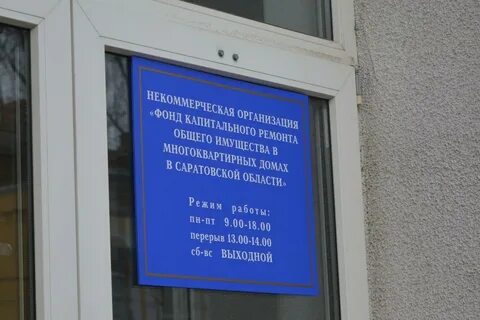 НЕКОММЕРЧЕСКАЯ ОРГАНИЗАЦИЯ
«ФОНД КАПИТАЛЬНОГО РЕМОНТА
ОБЩЕГО ИМУЩЕСТВА В
МНОГОКВАРТИРНЫХ ДОМАХ
В САРАТОВСКОЙ ОБЛАСТИ»
Режим работы:
пн-пт 9.00-18.00
перерыв 13.00-14.00
сб-вс ВЫХОДНОЙ